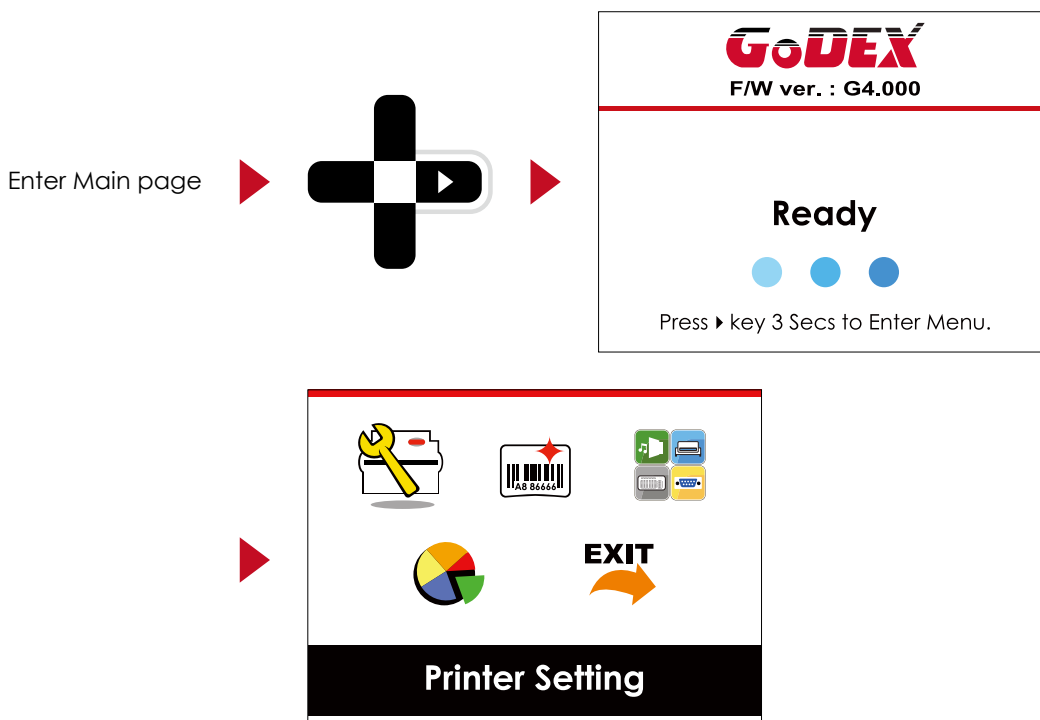 GoDEX
F/W ver. : G4.000
Enter Main page
Ready
Press ▸ key 3 Secs to Enter Menu.
A8 86666
EXIT
Printer Setting